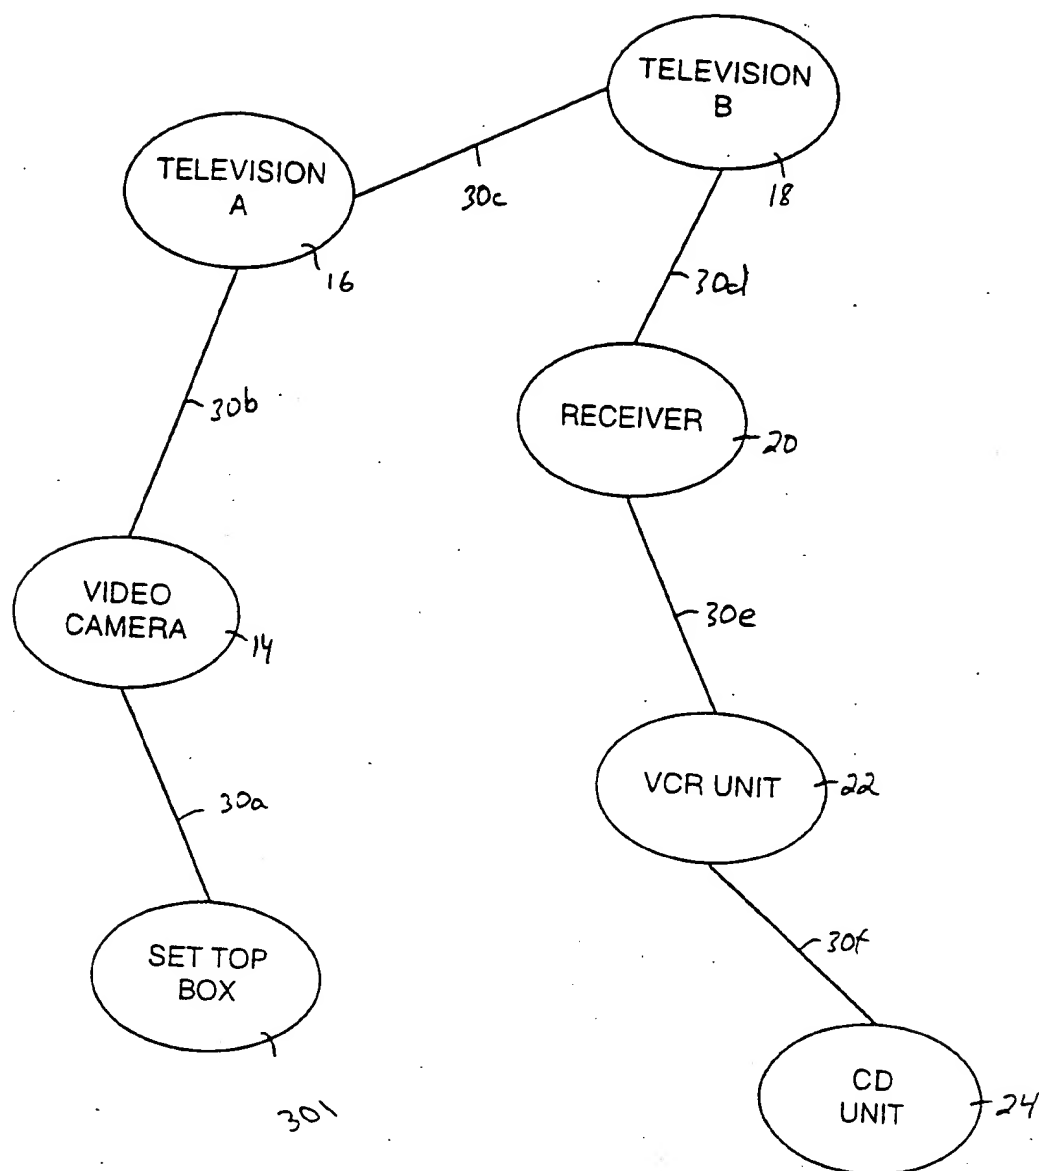 TELEVISION
B
18
TELEVISION
A
16
30c
30d
30b
RECEIVER
20
VIDEO
CAMERA
14
30e
VCR UNIT
22
30a
SET TOP
BOX
301
30f
CD
UNIT
24